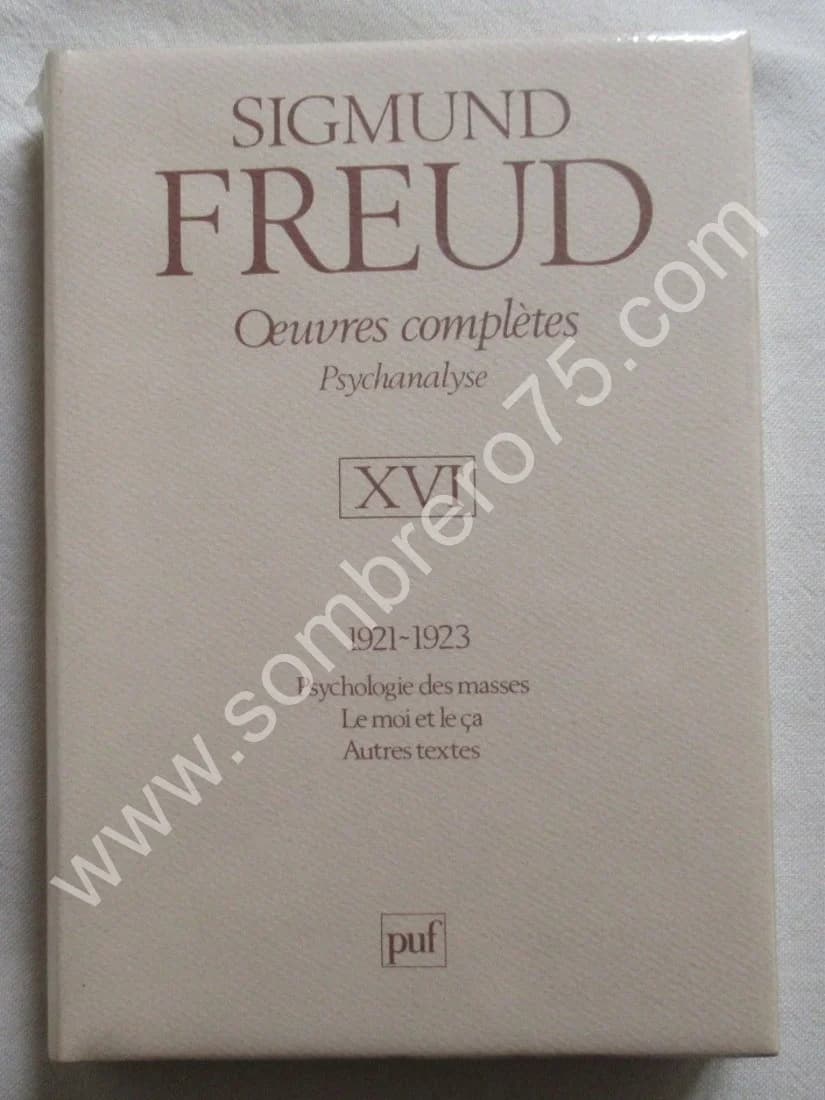 SIGMUND
FREUD
Oeuvres complètes
Psychanalyse
XVI
1921~1923
Psychologie des masses
Le moi et le ça
Autres textes
puf
www.sombrero75.com